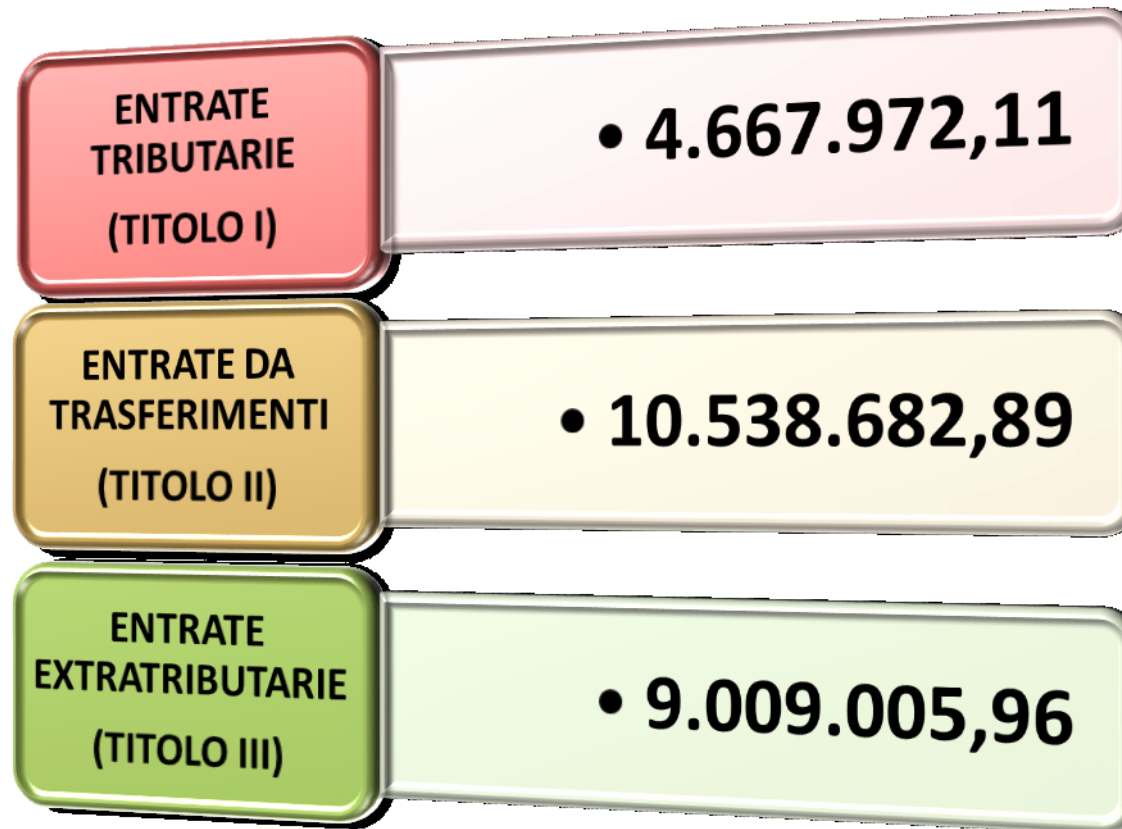 ENTRATE
TRIBUTARIE
(TITOLO I)
• 4.667.972,11
ENTRATE DA
TRASFERIMENTI
(TITOLO II)
• 10.538.682,89
ENTRATE
EXTRATRIBUTARIE
(TITOLO III)
• 9.009.005,96